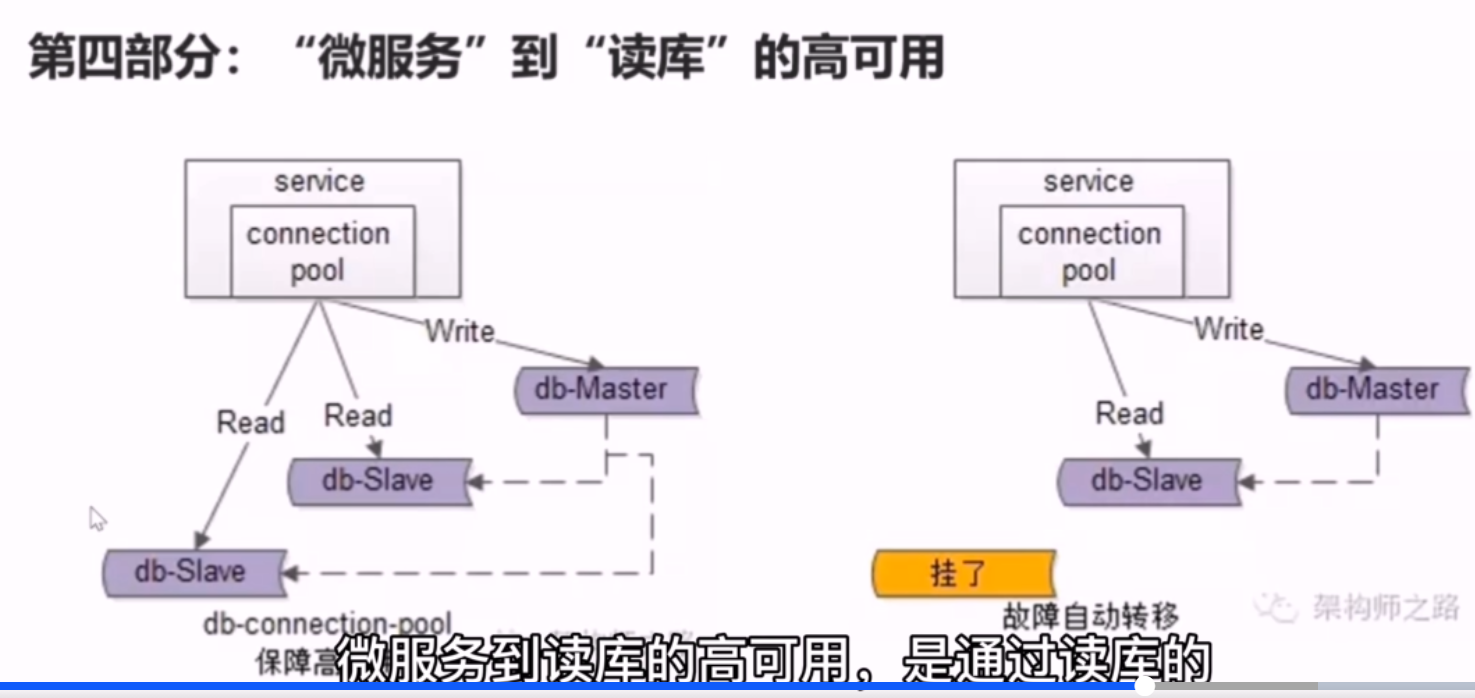 第四部分：“微服务”到“读库”的高可用
service
connection
pool
Write
db-Master
Read
Read
db-Slave
db-Slave
db-connection-pool
保障高
service
connection
pool
Write
db-Master
Read
db-Slave
挂了
故障自动转移
架构师之路
微服务到读库的高可用，是通过读库的